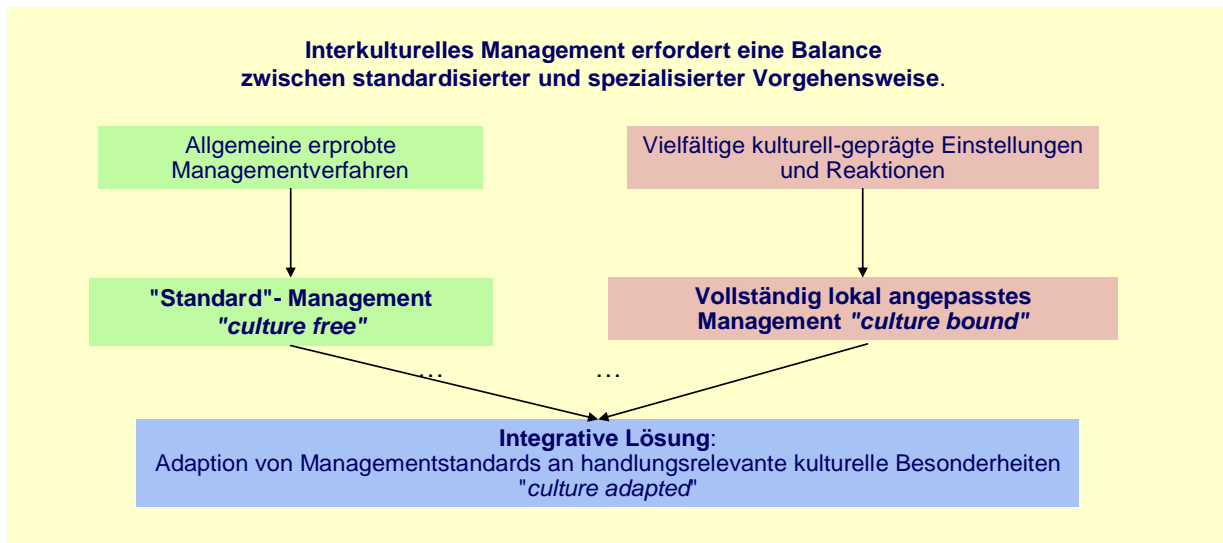 Interkulturelles Management erfordert eine Balance
zwischen standardisierter und spezialisierter Vorgehensweise.
Allgemeine erprobte
Managementverfahren
Vielfältige kulturell-geprägte Einstellungen
und Reaktionen
"Standard"- Management
"culture free"
Vollständig lokal angepasstes
Management "culture bound"
...
...
Integrative Lösung:
Adaption von Managementstandards an handlungsrelevante kulturelle Besonderheiten
"culture adapted"